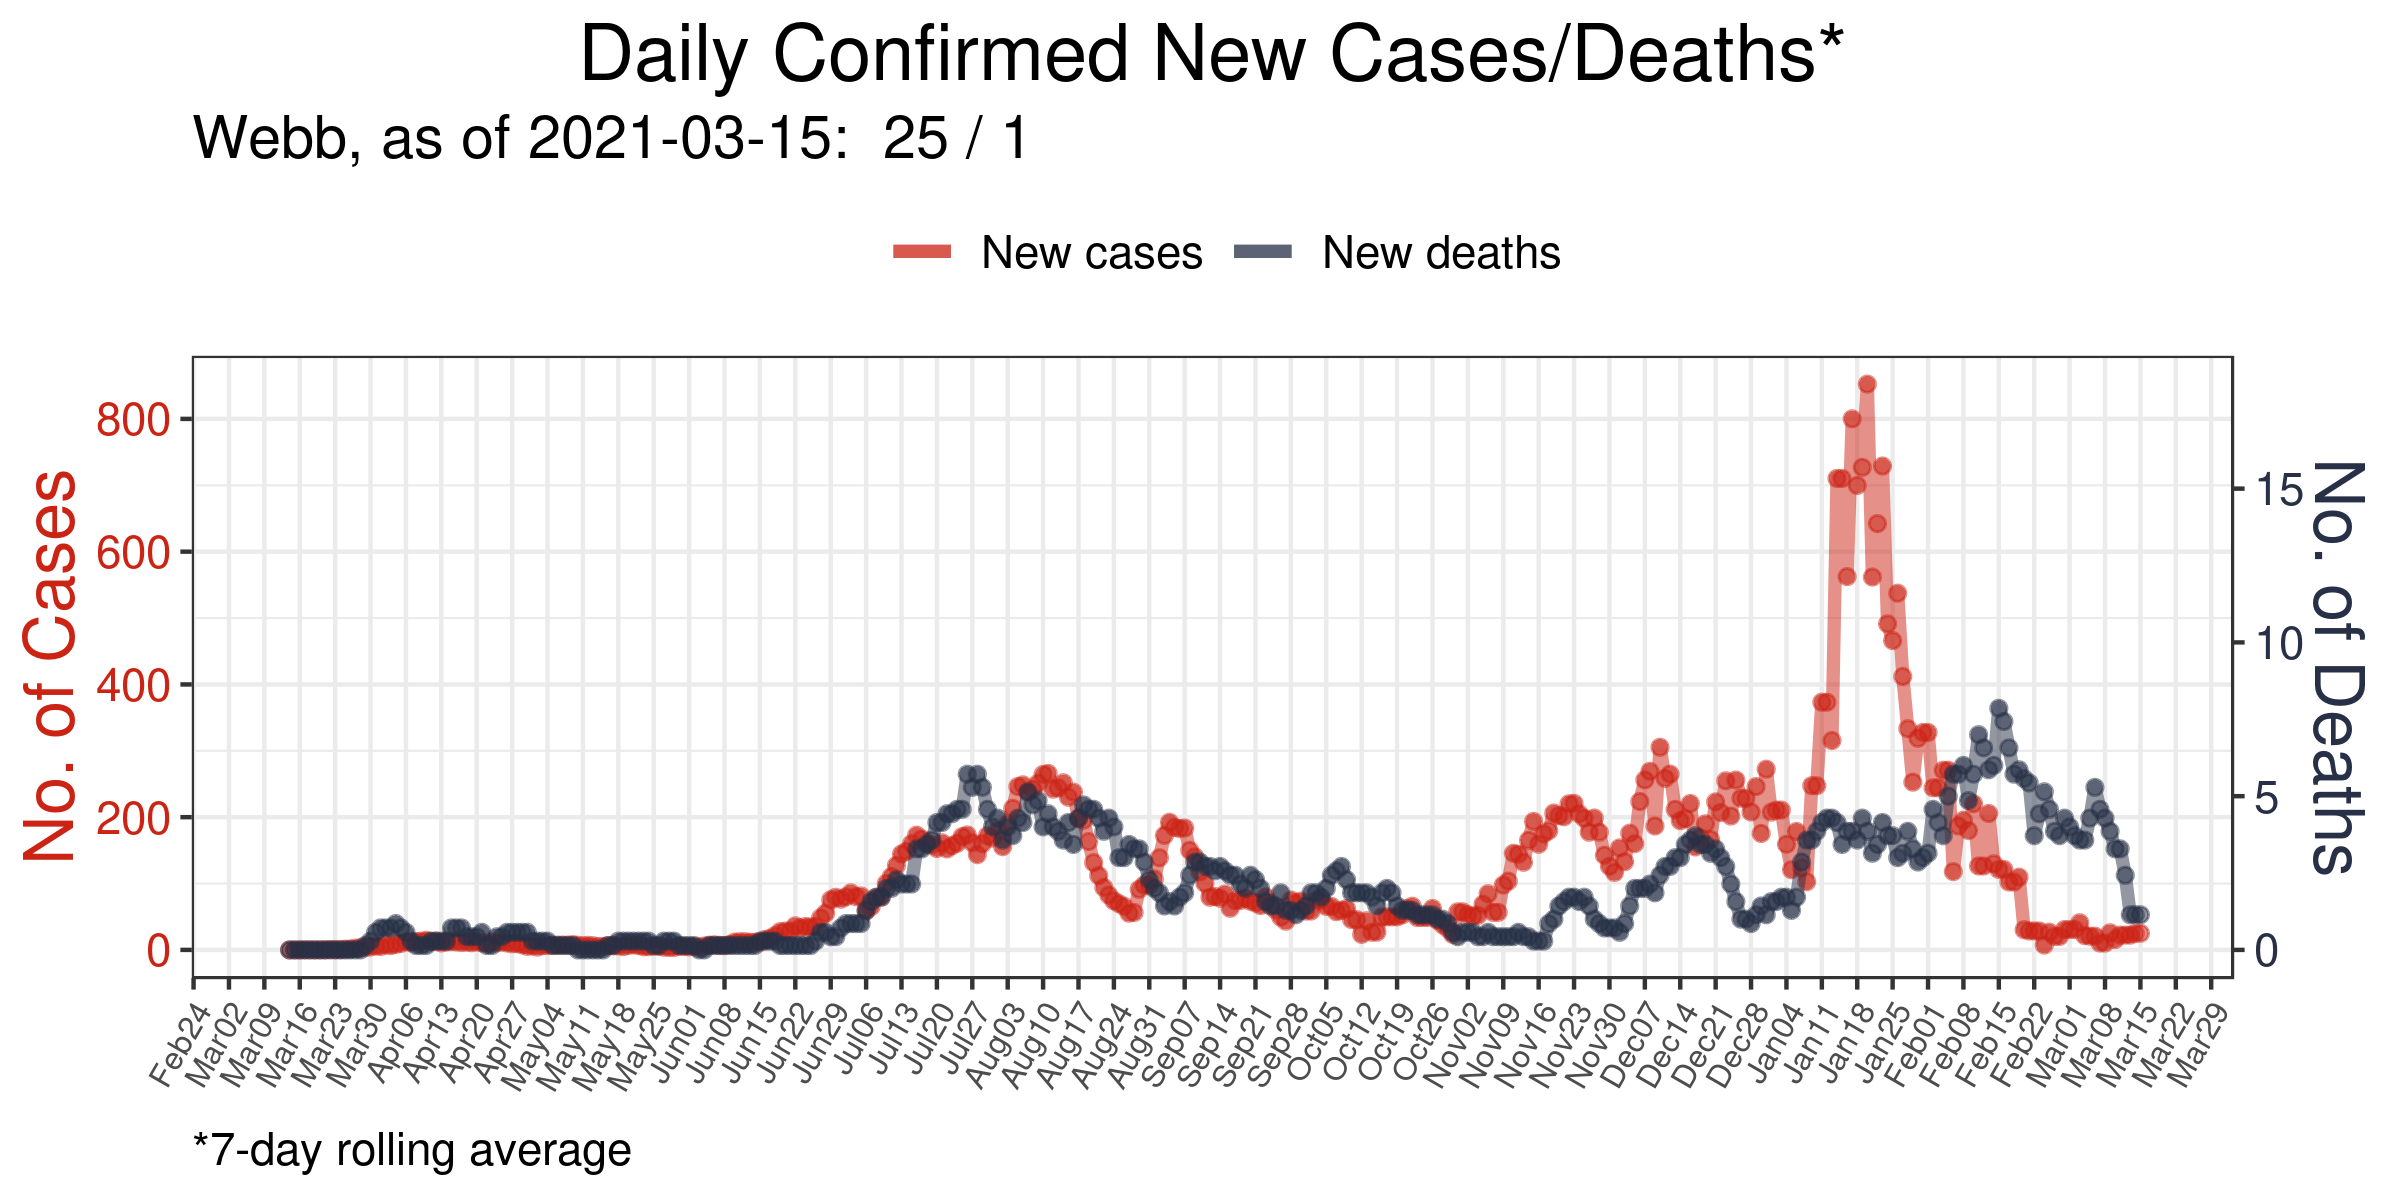 Daily Confirmed New Cases/Deaths*
Webb, as of 2021-03-15:  25 / 1
New cases
New deaths
No. of Cases
800
600
400
200
0
15
10
5
0
No. of Deaths
Feb24
Mar02
Mar09
Mar16
Mar23
Mar30
Apr06
Apr13
Apr20
Apr27
May04
May11
May18
May25
Jun01
Jun08
Jun15
Jun22
Jun29
Jul06
Jul13
Jul20
Jul27
Aug03
Aug10
Aug17
Aug24
Aug31
Sep07
Sep14
Sep21
Sep28
Oct05
Oct12
Oct19
Oct26
Nov02
Nov09
Nov16
Nov23
Nov30
Dec07
Dec14
Dec21
Dec28
Jan04
Jan11
Jan18
Jan25
Feb01
Feb08
Feb15
Feb22
Mar01
Mar08
Mar15
Mar22
Mar29
*7-day rolling average